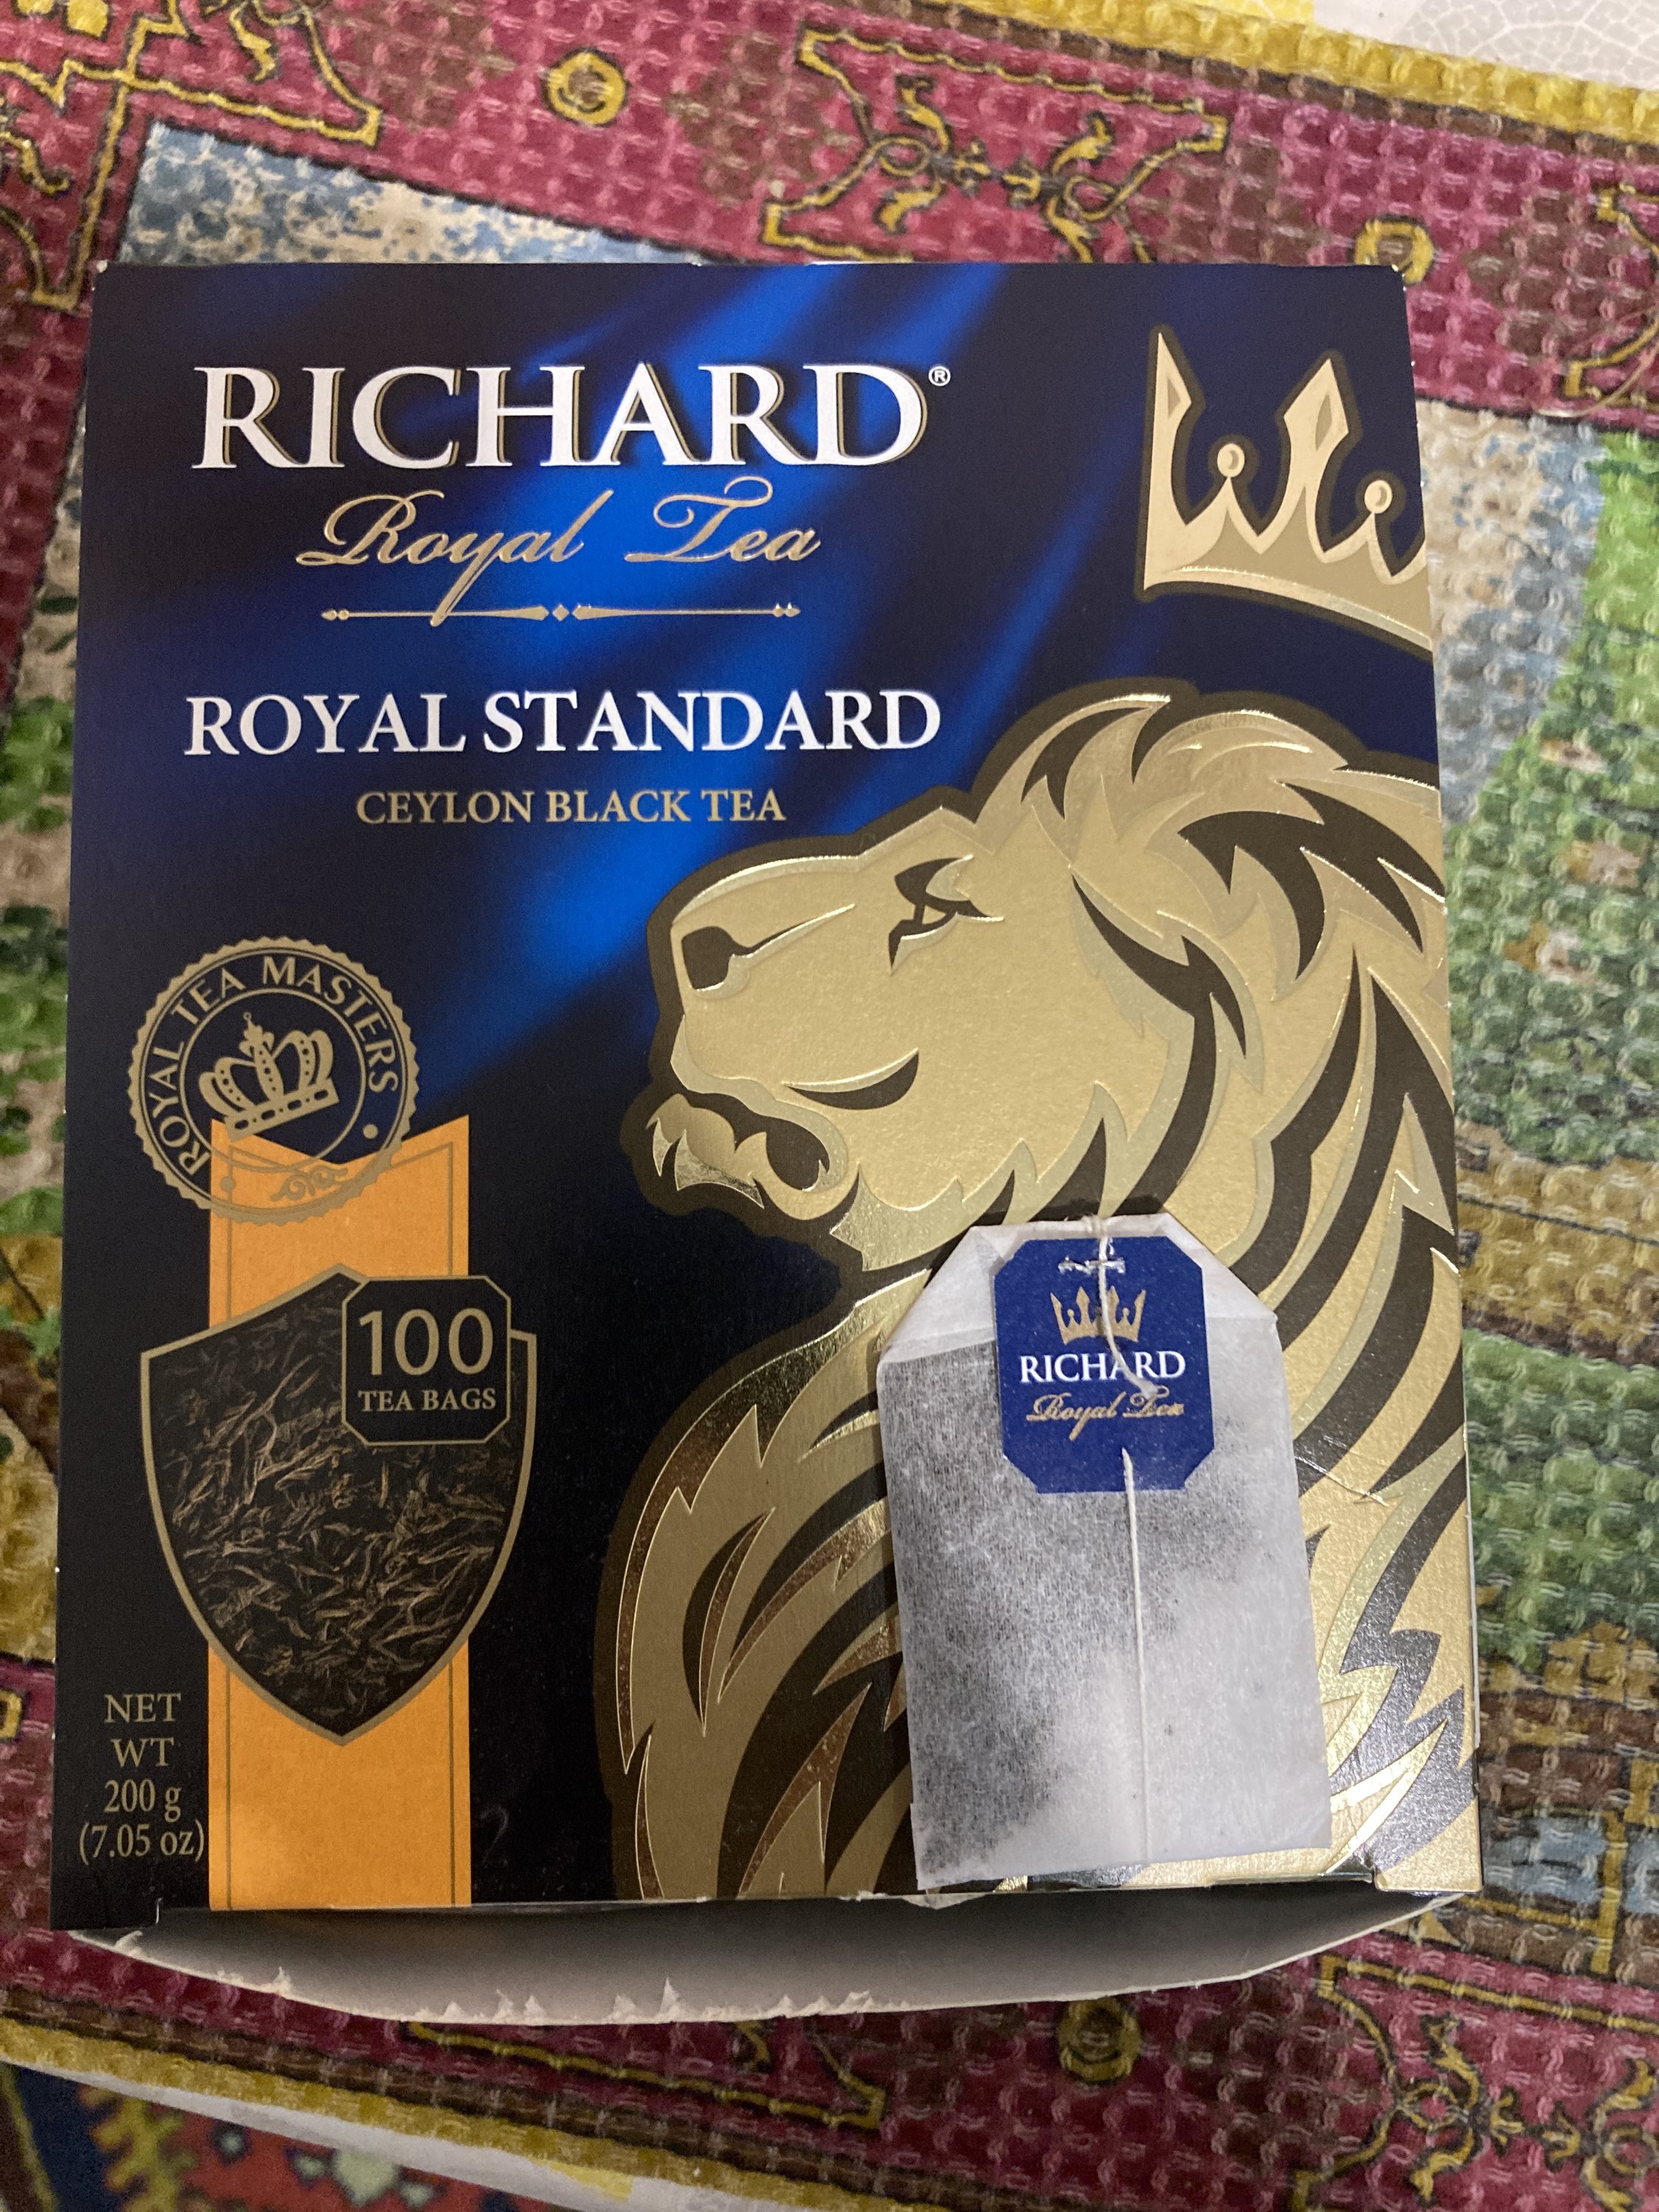 RICHARD®
Royal Tea
ROYAL STANDARD
CEYLON BLACK TEA
ROYAL TEA MASTERS
100
TEA BAGS
RICHARD
Royal Tea
NET
WT
200 g
(7.05 oz)